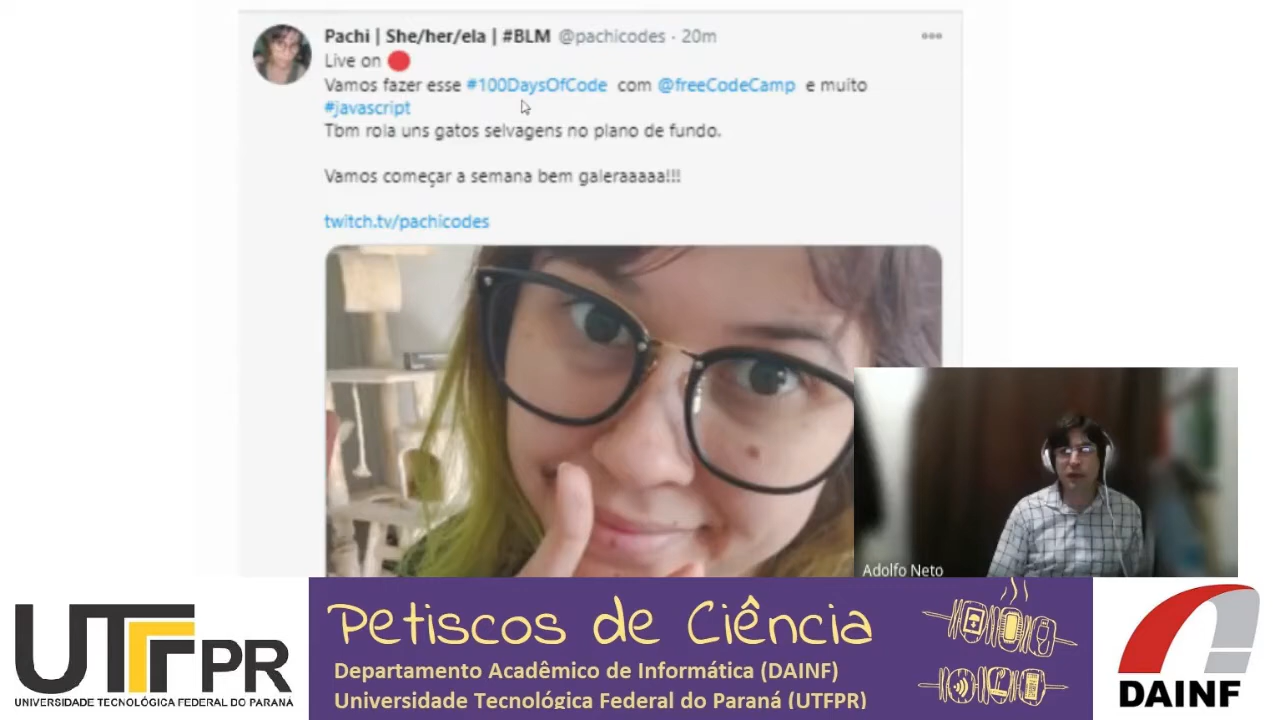 Pachi | She/her/ela | #BLM @pachicodes · 20m
Live on 🔴
Vamos fazer esse #100DaysOfCode com @freeCodeCamp e muito
#javascript
Tbm rola uns gatos selvagens no plano de fundo.
Vamos começar a semana bem galeraaaaa!!!
twitch.tv/pachicodes
Adolfo Neto
UTFPR
UNIVERSIDADE TECNOLÓGICA FEDERAL DO PARANÁ
Petiscos de Ciência
Departamento Acadêmico de Informática (DAINF)
Universidade Tecnológica Federal do Paraná (UTFPR)
DAINF